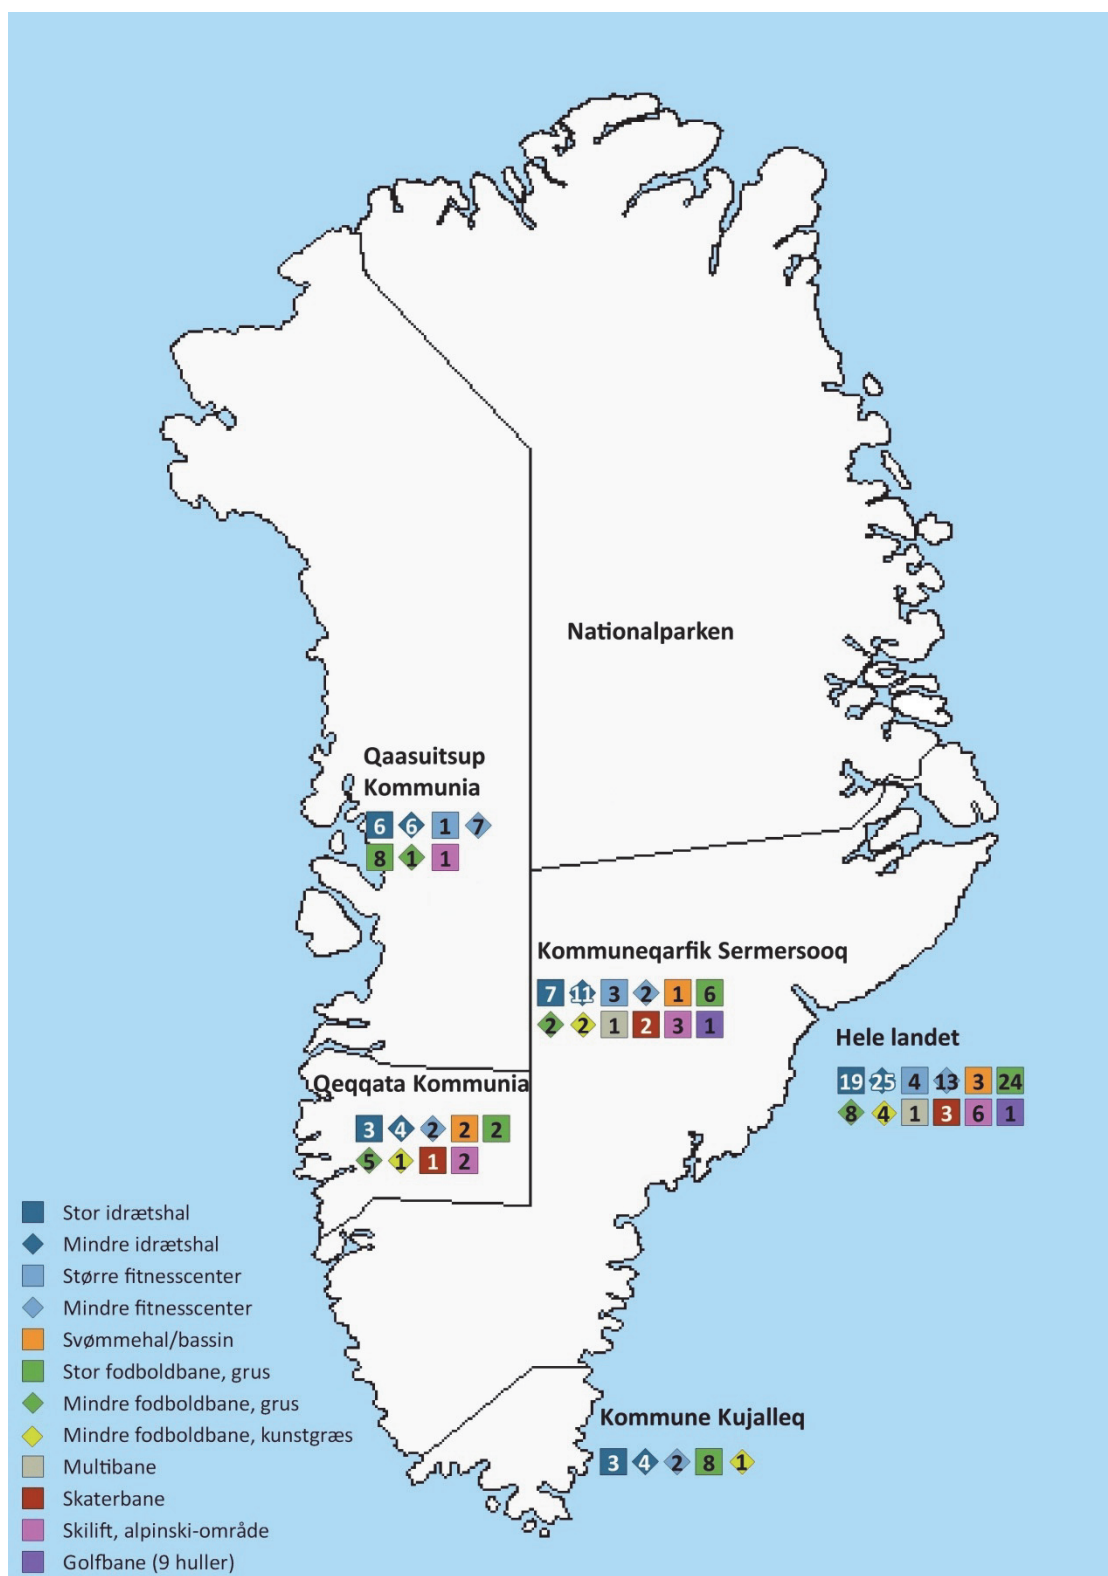 Nationalparken
Qaasuitsup
Kommunia
6 6 1 7
8 1 1
Kommuneqarfik Sermersooq
7 11 3 2 1 6
2 2 1 2 3 1
Hele landet
19 25 4 13 3 24
8 4 1 3 6 1
Qeqqata Kommunia
3 4 2 2 2
5 1 1 2
Stor idrætshal
Mindre idrætshal
Større fitnesscenter
Mindre fitnesscenter
Svømmehal/bassin
Stor fodboldbane, grus
Mindre fodboldbane, grus
Mindre fodboldbane, kunstgræs
Multibane
Skaterbane
Skilift, alpinski-område
Golfbane (9 huller)
Kommune Kujalleq
3 4 2 8 1